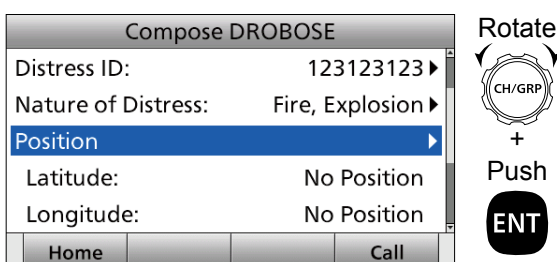 Compose DROBOSE
Distress ID: 123123123
Nature of Distress: Fire, Explosion
Position
Latitude: No Position
Longitude: No Position
Home Call
Rotate
CH/GRP
+
Push
ENT